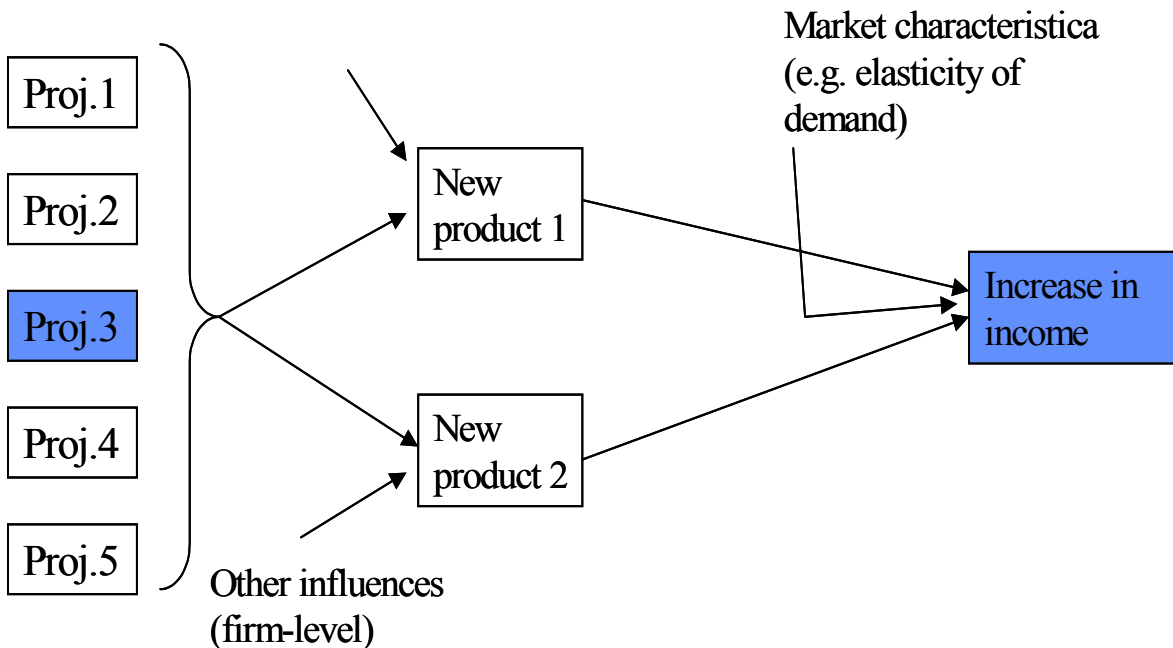 Proj.1
Proj.2
Proj.3
Proj.4
Proj.5
Other influences
(firm-level)
New
product 1
New
product 2
Market characteristica
(e.g. elasticity of
demand)
Increase in
income